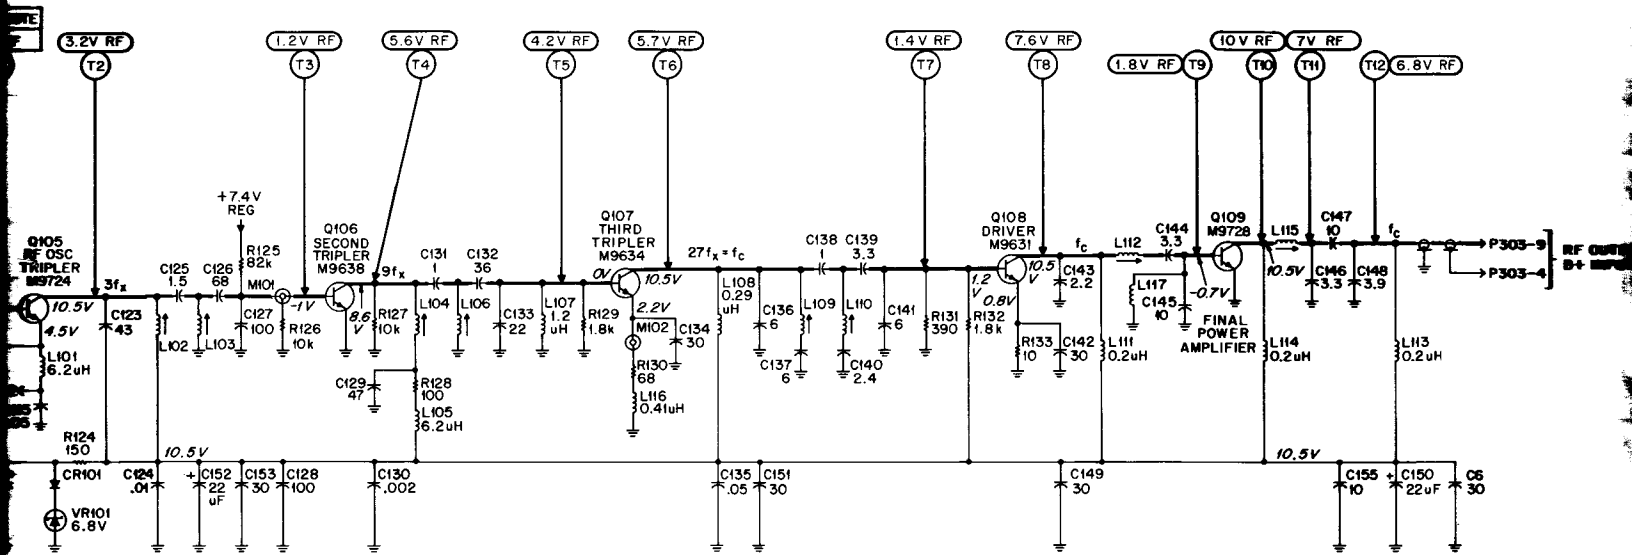 3.2V RF
1.2V RF
5.6V RF
4.2V RF
5.7V RF
1.4V RF
7.6V RF
1.8V RF
10V RF
7V RF
6.8V RF
T2
T3
T4
T5
T6
T7
T8
T9
T10
T11
T12
+7.4V
REG
R125
82k
Q105
RF OSC
TRIPLER
M9724
3fx
C125
1.5
C126
68
M101
-1V
Q106
SECOND
TRIPLER
M9638
9fx
C131
1
C132
36
Q107
THIRD
TRIPLER
M9634
0V
10.5V
27fx = fc
C138
1
C139
3.3
Q108
DRIVER
M9631
fc
L112
C144
3.3
Q109
M9728
L115
C147
10
fc
P303-9
P303-4
10.5V
4.5V
C123
43
L102
L103
C127
100
R126
10k
8.6
V
R127
10k
L104
L106
C133
22
L107
1.2
uH
R129
1.8k
2.2V
M102
C134
30
L108
0.29
uH
C136
6
L109
L110
C141
6
R131
390
1.2
V
R132
1.8k
10.5
V
0.8V
C143
2.2
L117
C145
10
-0.7V
10.5V
C146
3.3
C148
3.9
FINAL
POWER
AMPLIFIER
L101
6.2uH
C129
47
R128
100
L105
6.2uH
R130
68
L116
0.41uH
C137
6
C140
2.4
R133
10
C142
30
L111
0.2uH
L114
0.2uH
L113
0.2uH
R124
150
10.5V
10.5V
CR101
VR101
6.8V
C124
.01
+
C152
22
uF
C153
30
C128
100
C130
.002
C135
.05
C151
30
C149
30
C155
10
+
C150
22uF
C6
30